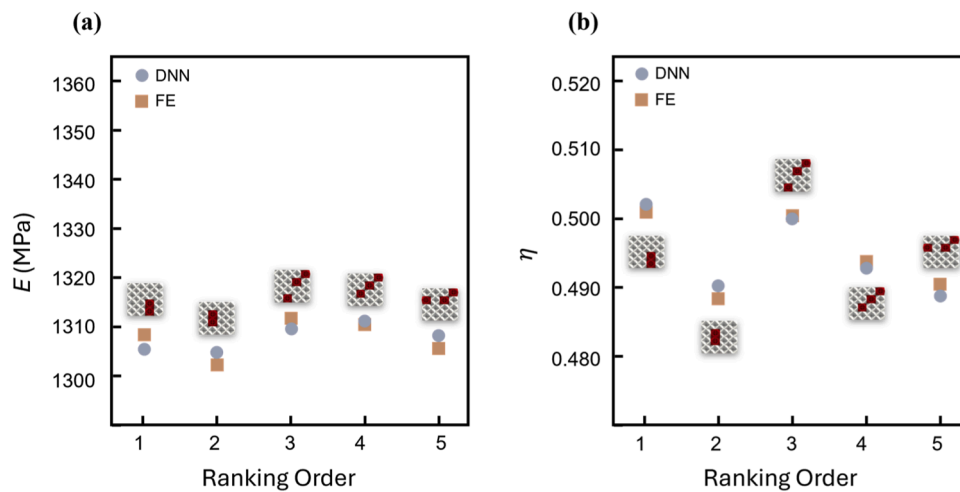 (a)
DNN
FE
1360
1350
1340
1330
1320
1310
1300
E (MPa)
1 2 3 4 5
Ranking Order
(b)
DNN
FE
0.520
0.510
0.500
0.490
0.480
η
1 2 3 4 5
Ranking Order